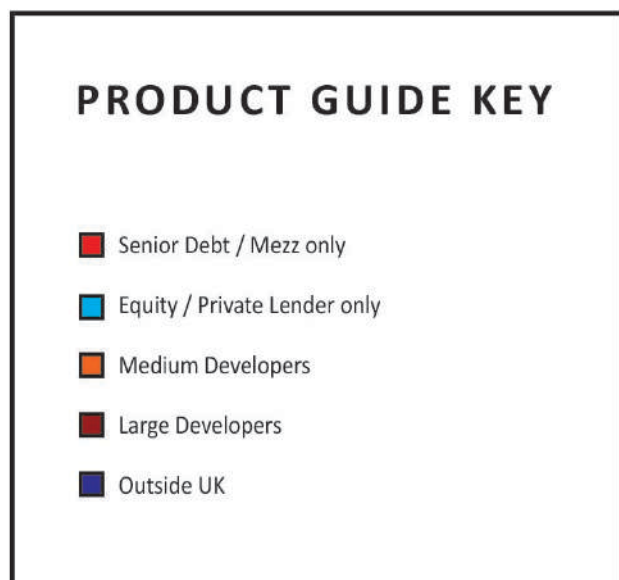 PRODUCT GUIDE KEY
Senior Debt / Mezz only
Equity / Private Lender only
Medium Developers
Large Developers
Outside UK